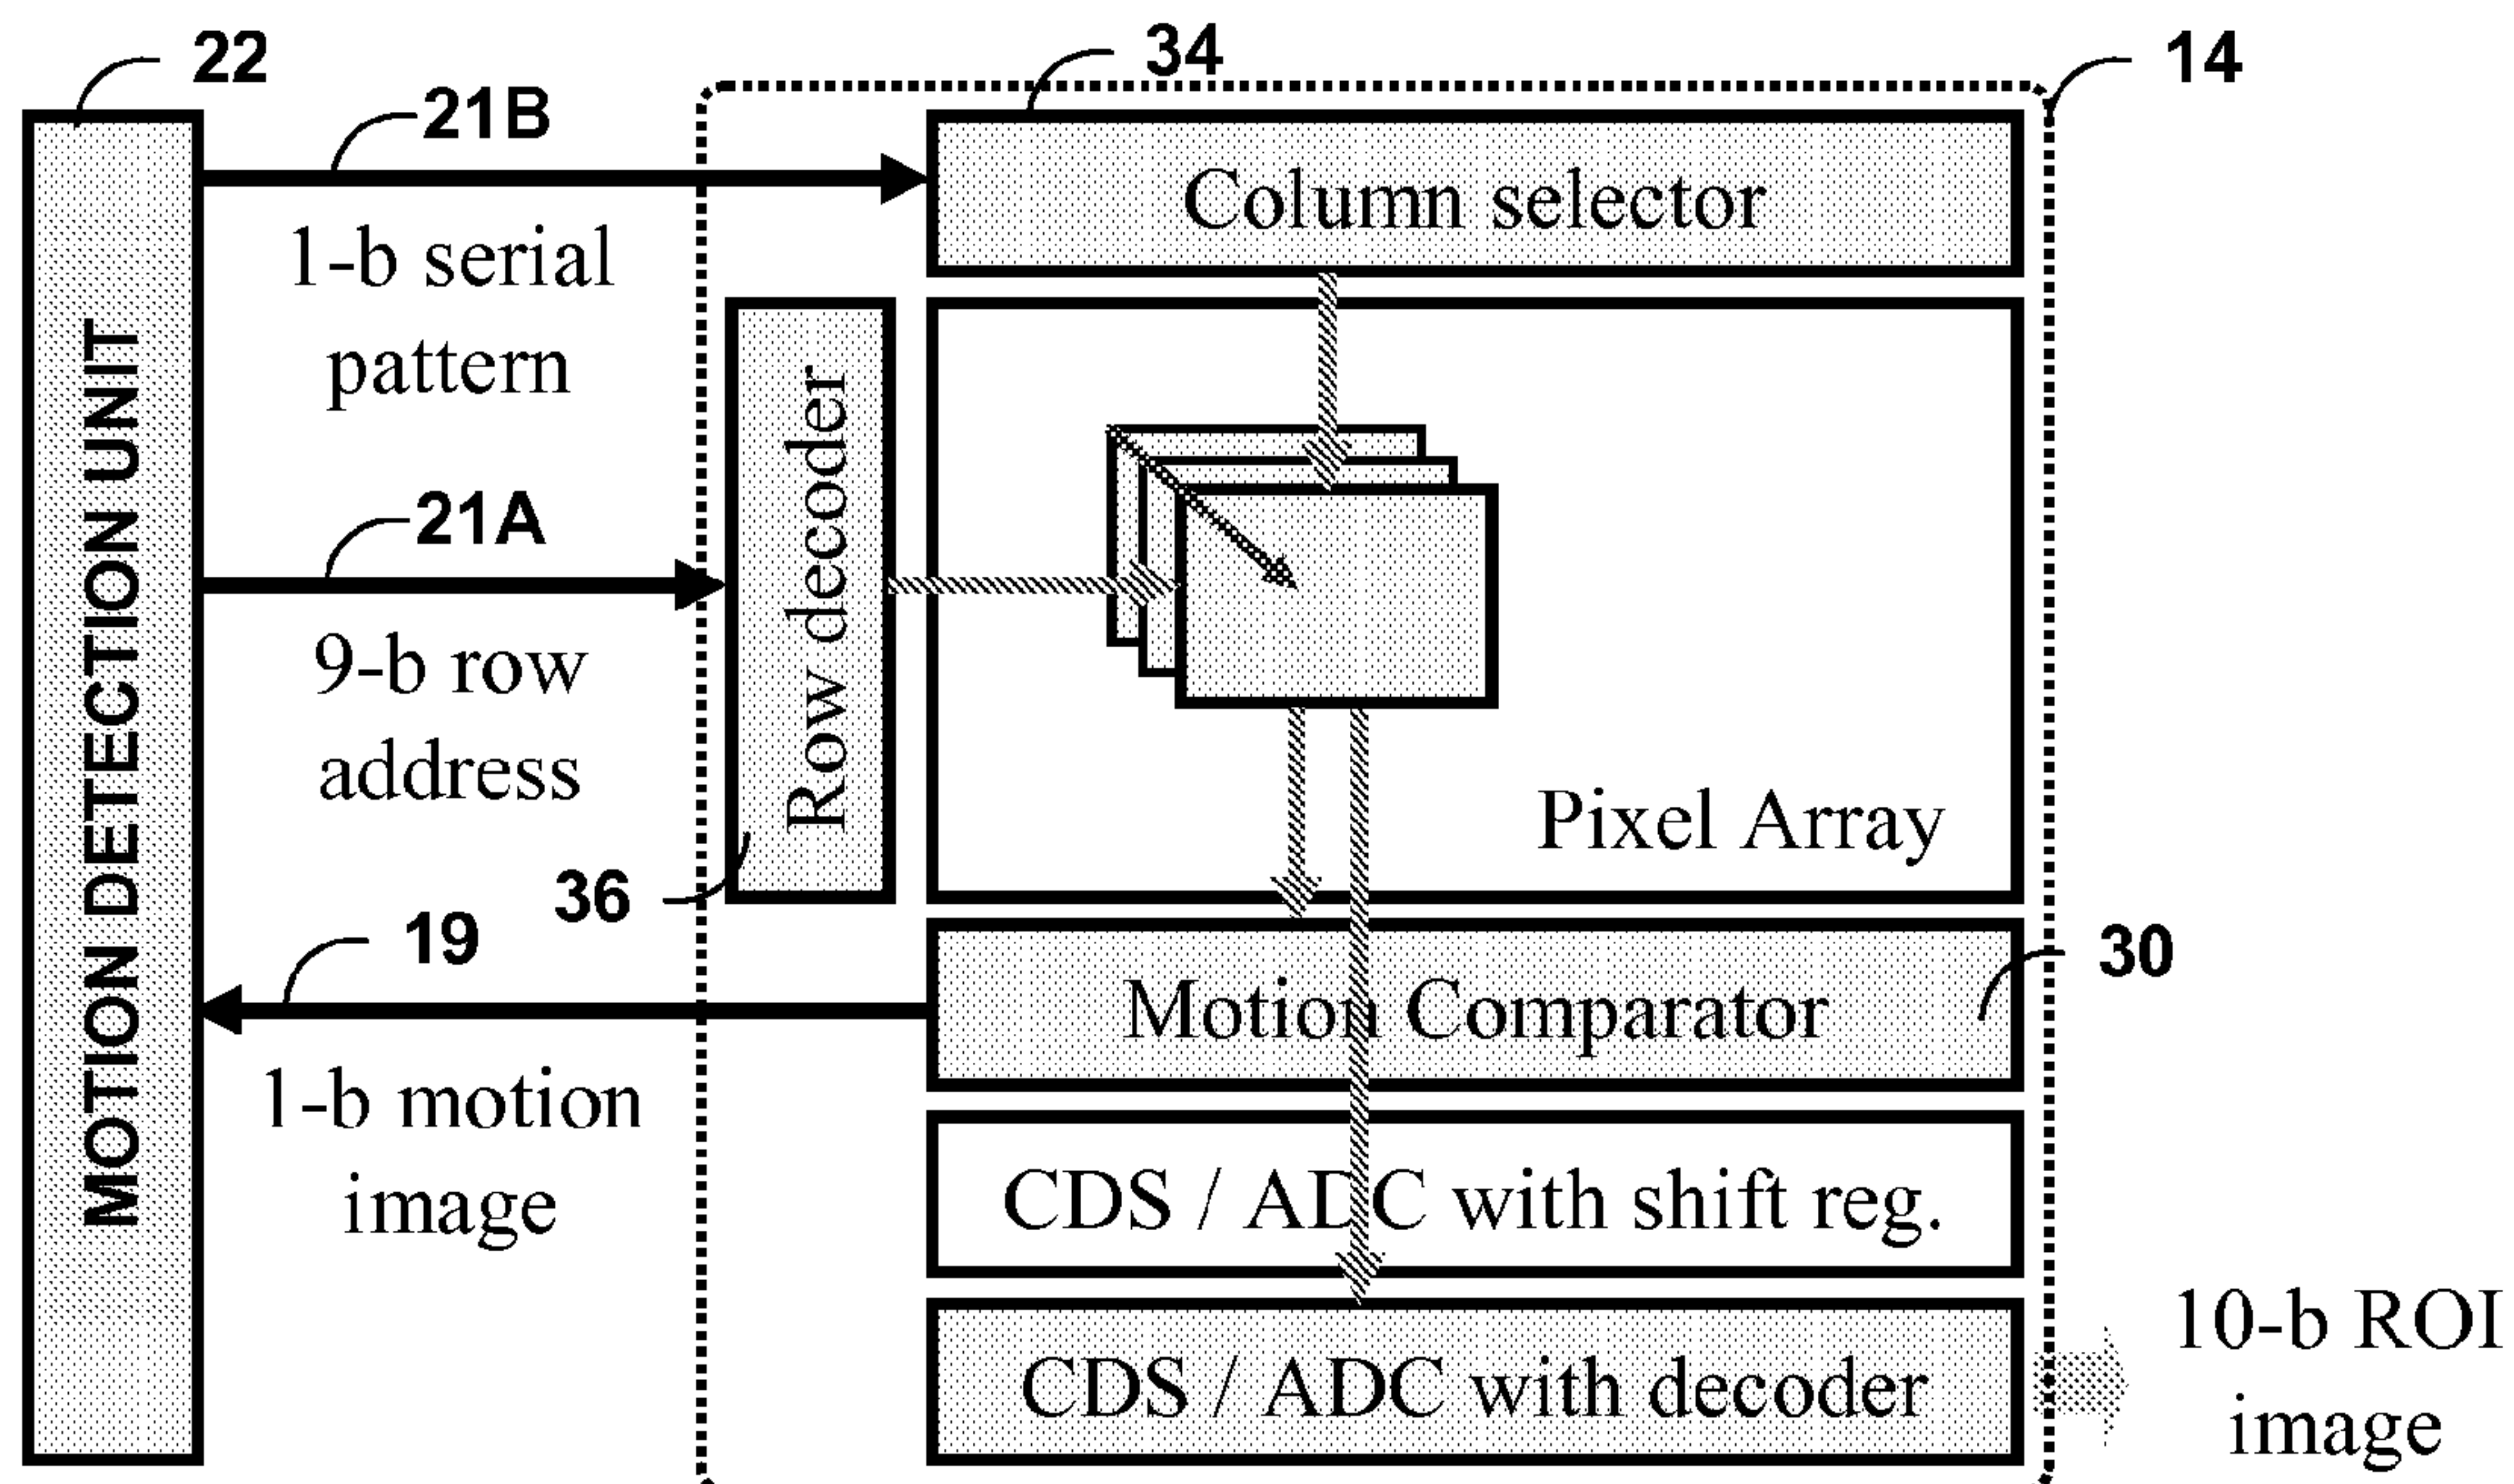 22
34
14
21B
Column selector
1-b serial
pattern
MOTION DETECTION UNIT
Row decoder
21A
9-b row
address
Pixel Array
36
19
30
Motion Comparator
1-b motion
image
CDS / ADC with shift reg.
10-b ROI
image
CDS / ADC with decoder